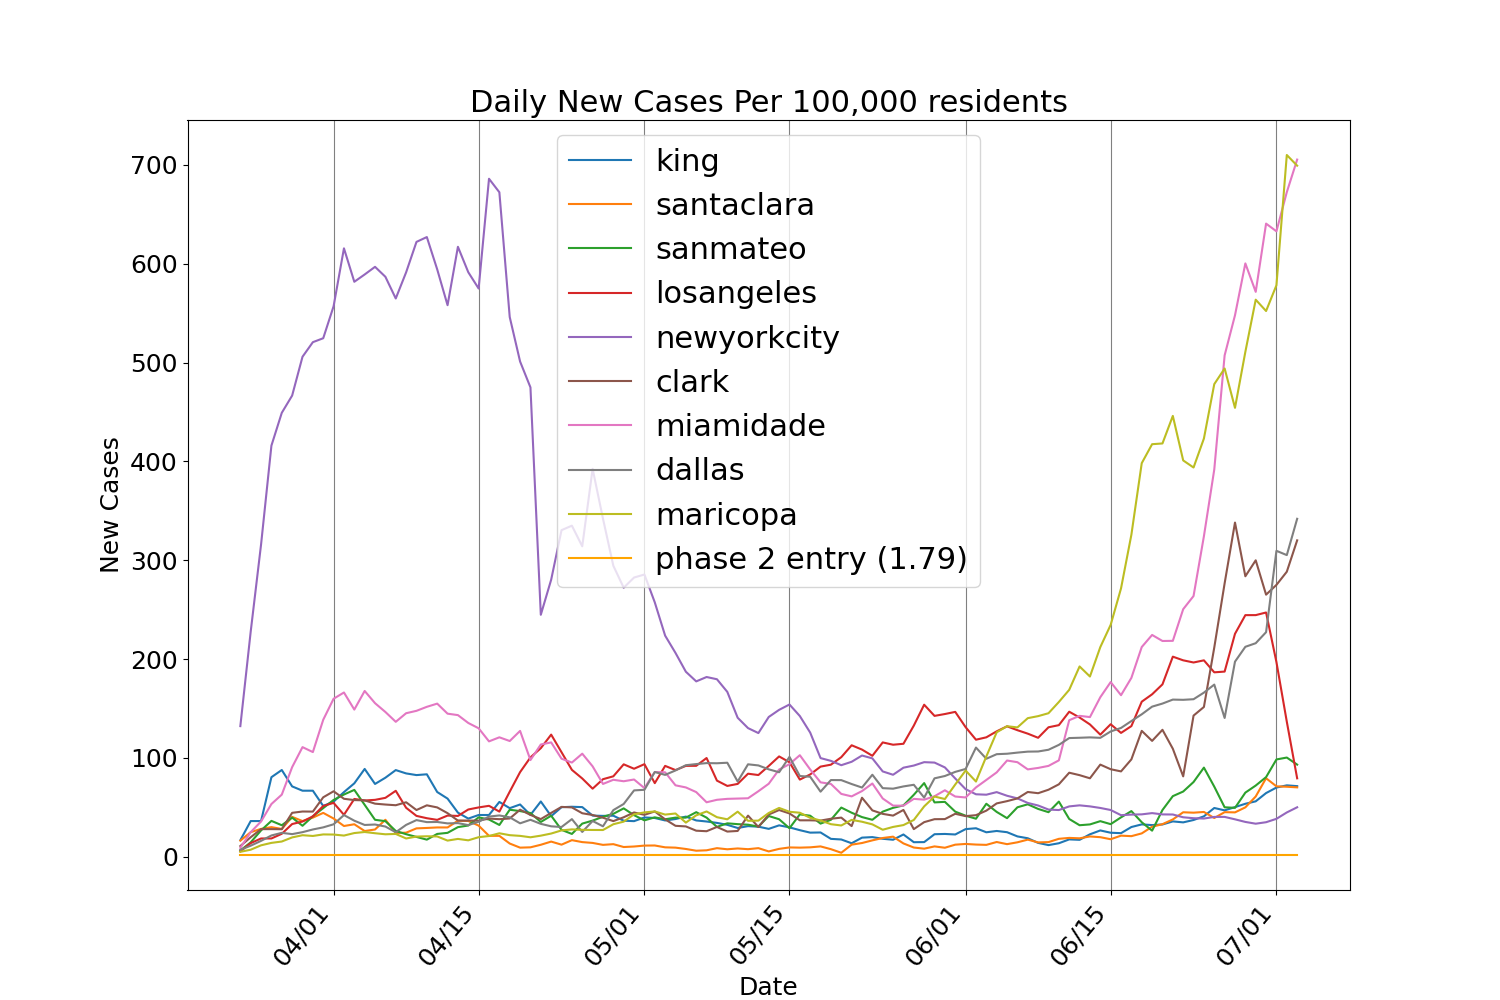 Daily New Cases Per 100,000 residents
700
600
500
400
300
200
100
0
New Cases
king
santaclara
sanmateo
losangeles
newyorkcity
clark
miamidade
dallas
maricopa
phase 2 entry (1.79)
04/01
04/15
05/01
05/15
06/01
06/15
07/01
Date